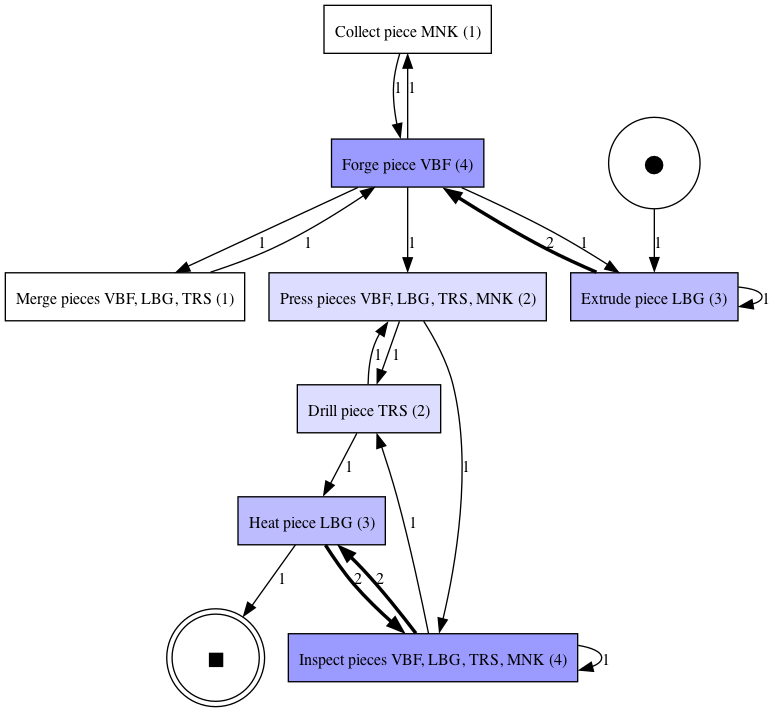 Collect piece MNK (1)
1
1
Forge piece VBF (4)
1
1
1
2
1
1
Merge pieces VBF, LBG, TRS (1)
Press pieces VBF, LBG, TRS, MNK (2)
Extrude piece LBG (3)
1
1
1
Drill piece TRS (2)
1
1
Heat piece LBG (3)
1
1
2
2
Inspect pieces VBF, LBG, TRS, MNK (4)
1